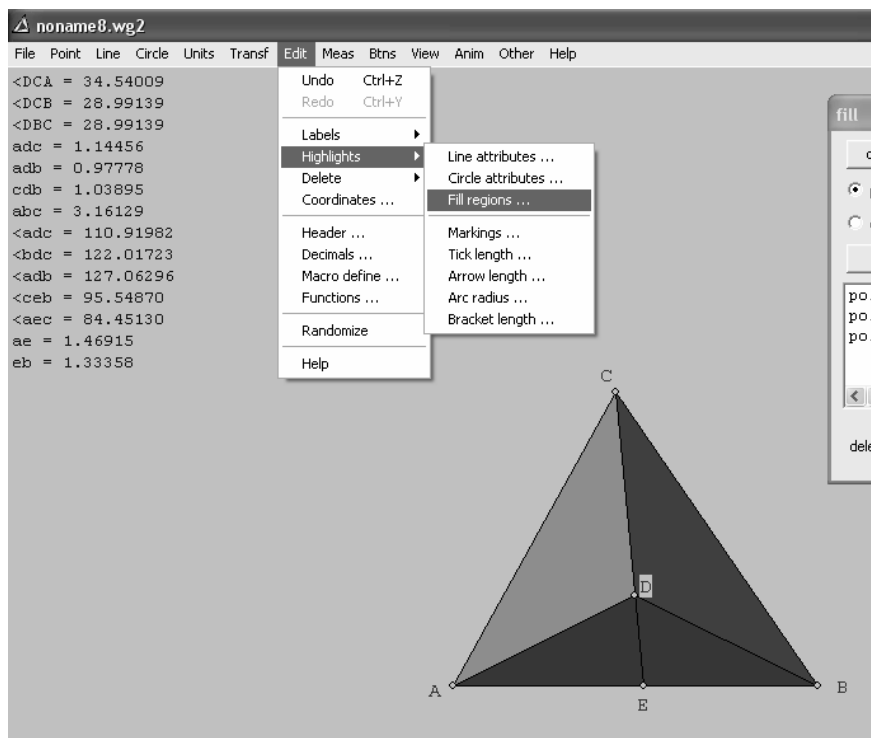 noname8.wg2
File Point Line Circle Units Transf Edit Meas Btns View Anim Other Help
<DCA = 34.54009
<DCB = 28.99139
<DBC = 28.99139
adc = 1.14456
adb = 0.97778
cdb = 1.03895
abc = 3.16129
<adc = 110.91982
<bdc = 122.01723
<adb = 127.06296
<ceb = 95.54870
<aec = 84.45130
ae = 1.46915
eb = 1.33358
Undo Ctrl+Z
Redo Ctrl+Y
Labels
Highlights
Delete
Coordinates ...
Header ...
Decimals ...
Macro define ...
Functions ...
Randomize
Help
Line attributes ...
Circle attributes ...
Fill regions ...
Markings ...
Tick length ...
Arrow length ...
Arc radius ...
Bracket length ...
fill
po
po
po
dele
C
D
A
B
E